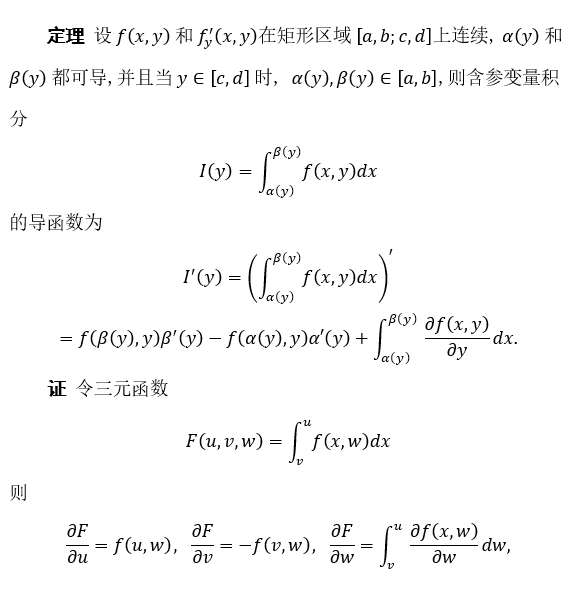 定理 设 f(x,y) 和 f′_y(x,y)在矩形区域 [a,b;c,d]上连续, α(y) 和
β(y) 都可导, 并且当 y ∈ [c,d] 时, α(y),β(y) ∈ [a,b], 则含参变量积
分
I(y) = ∫_{α(y)}^{β(y)} f(x,y)dx
的导函数为
I′(y) = (∫_{α(y)}^{β(y)} f(x,y)dx)′
= f(β(y),y)β′(y) − f(α(y),y)α′(y) + ∫_{α(y)}^{β(y)} ∂f(x,y)/∂y dx.
证 令三元函数
F(u,v,w) = ∫_v^u f(x,w)dx
则
∂F/∂u = f(u,w), ∂F/∂v = −f(v,w), ∂F/∂w = ∫_v^u ∂f(x,w)/∂w dw,